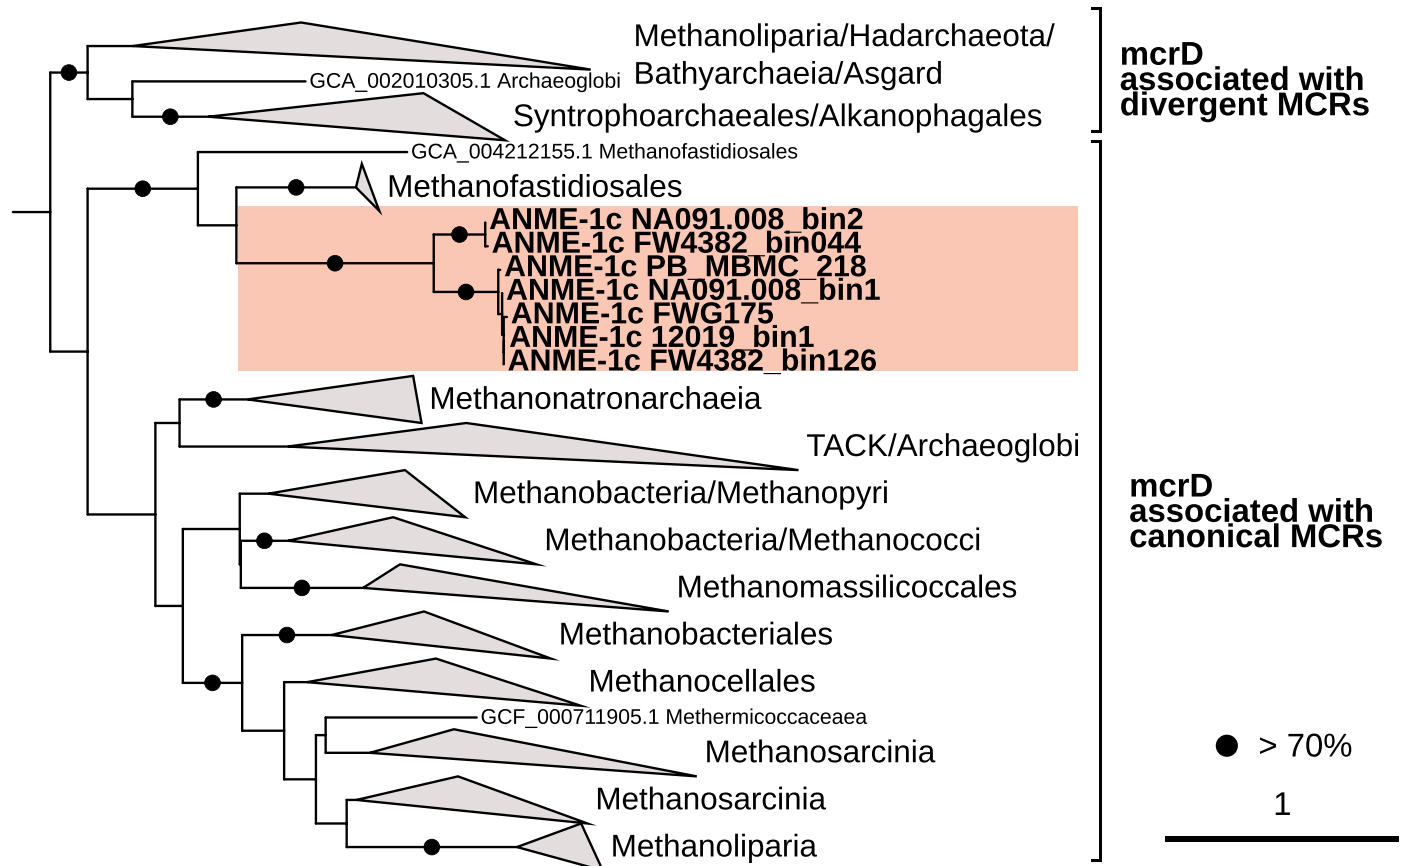 Methanoliparia/Hadarchaeota/
Bathyarchaeia/Asgard
GCA_002010305.1 Archaeoglobi
Syntrophoarchaeales/Alkanophagales
mcrD
associated with
divergent MCRs
GCA_004212155.1 Methanofastidiosales
Methanofastidiosales
ANME-1c NA091.008_bin2
ANME-1c FW4382_bin044
ANME-1c PB_MBMC_218
ANME-1c NA091.008_bin1
ANME-1c FWG175
ANME-1c 12019_bin1
ANME-1c FW4382_bin126
Methanonatronarchaeia
TACK/Archaeoglobi
Methanobacteria/Methanopyri
Methanobacteria/Methanococci
Methanomassilicoccales
Methanobacteriales
Methanocellales
GCF_000711905.1 Methermicoccaceaea
Methanosarcinia
Methanosarcinia
Methanoliparia
mcrD
associated with
canonical MCRs
> 70%
1